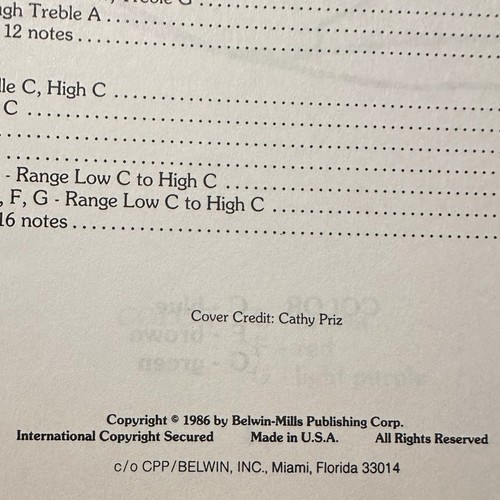 ugh Treble A ................
12 notes ................
lle C, High C ................
C ................
- Range Low C to High C ................
, F, G - Range Low C to High C ................
16 notes ................
Cover Credit: Cathy Priz
Copyright © 1986 by Belwin-Mills Publishing Corp.
International Copyright Secured Made in U.S.A. All Rights Reserved
c/o CPP/BELWIN, INC., Miami, Florida 33014